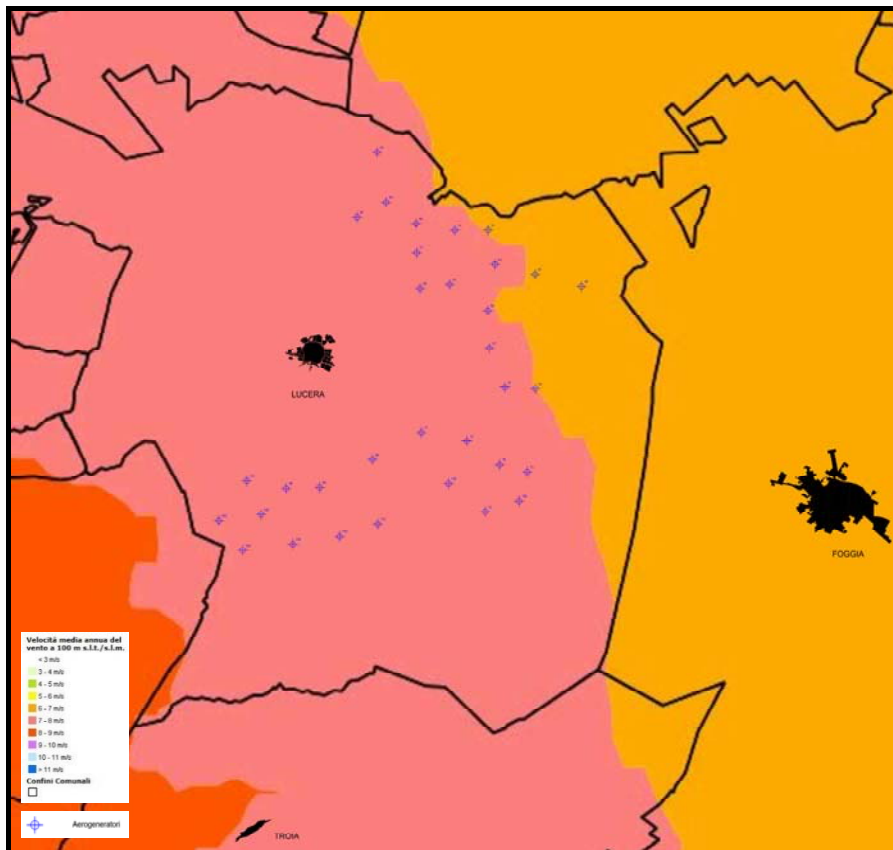 LUCERA
FOGGIA
Velocità media annua del
vento a 100 m s.l.t./s.l.m.
< 3 m/s
3 - 4 m/s
4 - 5 m/s
5 - 6 m/s
6 - 7 m/s
7 - 8 m/s
8 - 9 m/s
9 - 10 m/s
10 - 11 m/s
> 11 m/s
Confini Comunali
Aerogeneratori
TROIA